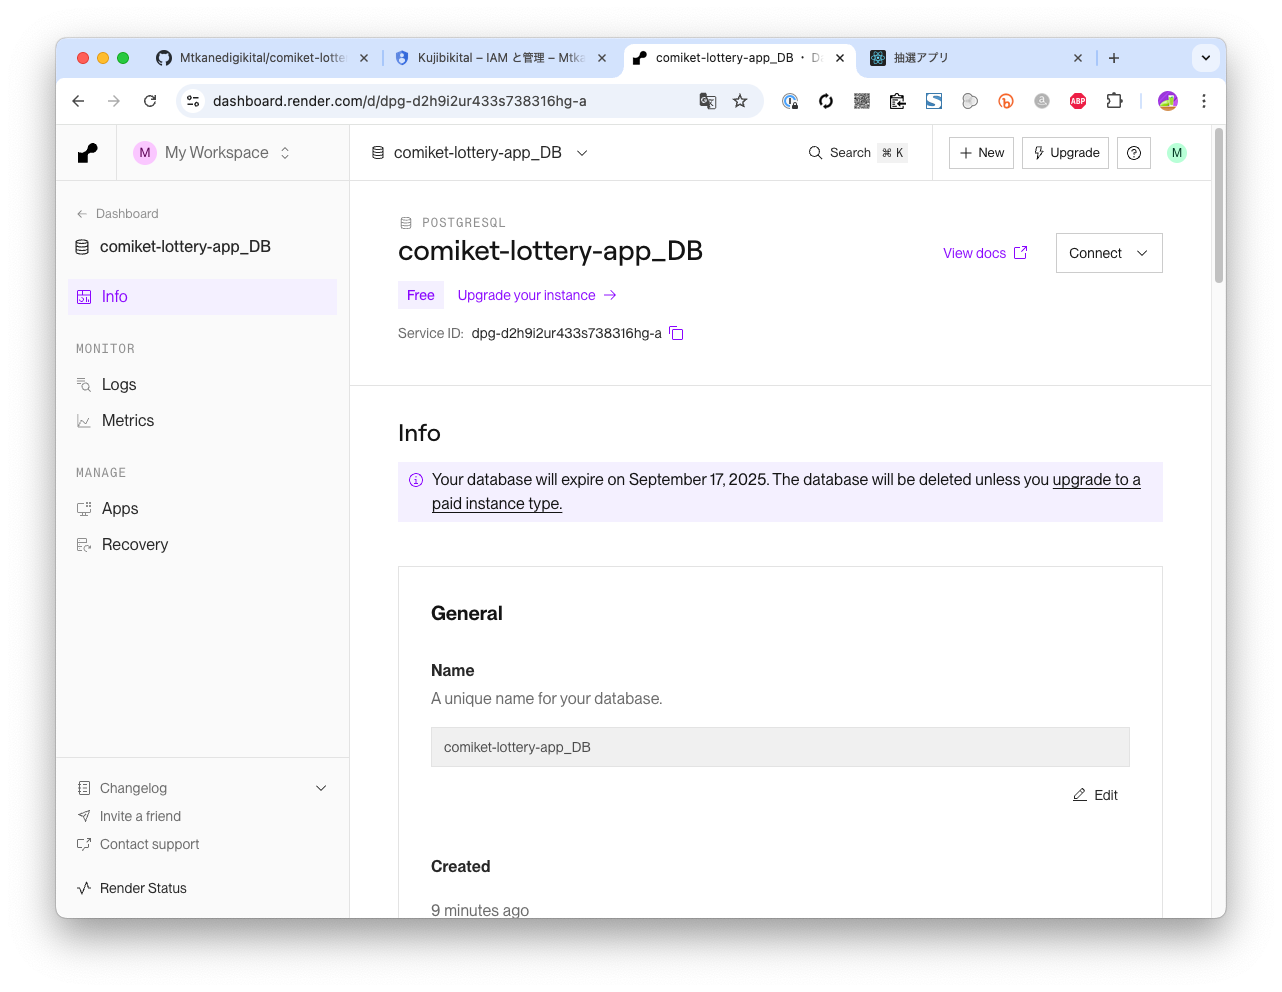 Mtkanedigikital/comiket-lotte
Kujibikital – IAM と管理 – Mtka
comiket-lottery-app_DB ・ Da
抽選アプリ
dashboard.render.com/d/dpg-d2h9i2ur433s738316hg-a
ABP
M My Workspace
comiket-lottery-app_DB
Search ⌘ K
+ New
Upgrade
M
← Dashboard
comiket-lottery-app_DB
Info
MONITOR
Logs
Metrics
MANAGE
Apps
Recovery
Changelog
Invite a friend
Contact support
Render Status
POSTGRESQL
comiket-lottery-app_DB
View docs
Connect
Free
Upgrade your instance →
Service ID: dpg-d2h9i2ur433s738316hg-a
Info
Your database will expire on September 17, 2025. The database will be deleted unless you upgrade to a
paid instance type.
General
Name
A unique name for your database.
comiket-lottery-app_DB
Edit
Created
9 minutes ago